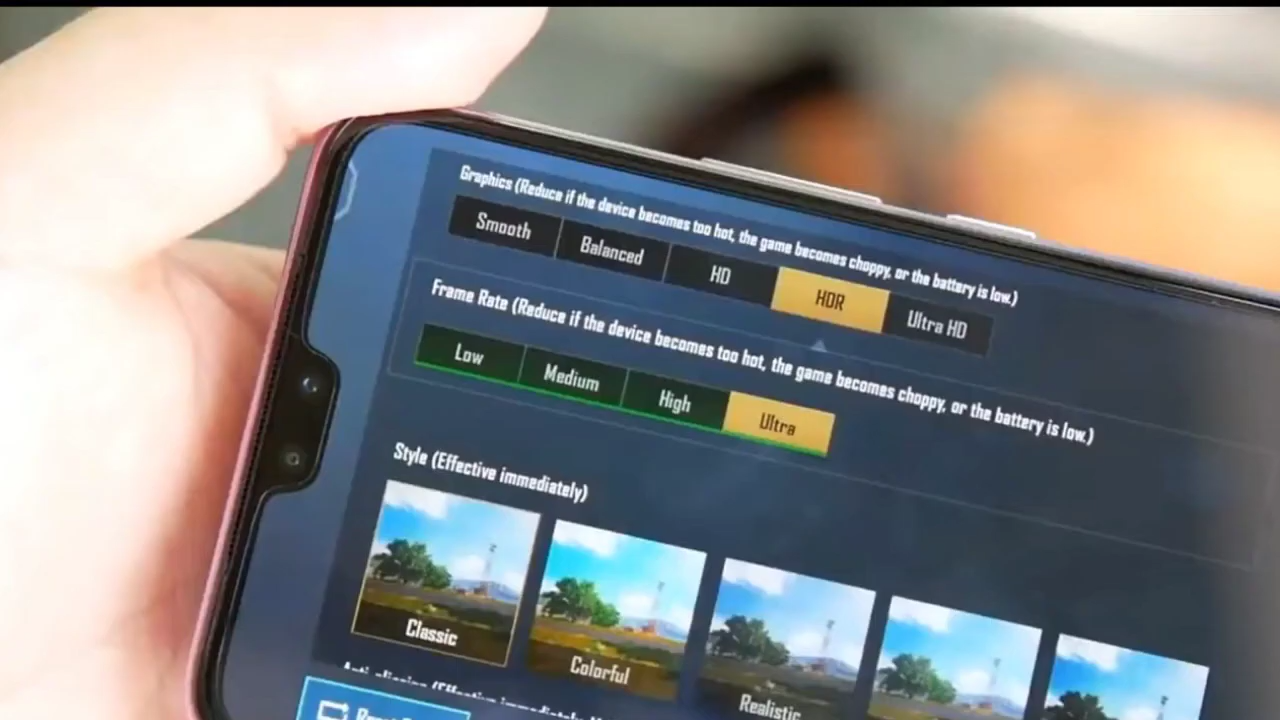 Graphics (Reduce if the device becomes too hot, the game becomes choppy, or the battery is low.)
Smooth Balanced HD HDR Ultra HD
Frame Rate (Reduce if the device becomes too hot, the game becomes choppy, or the battery is low.)
Low Medium High Ultra
Style (Effective immediately)
Classic Colorful Realistic